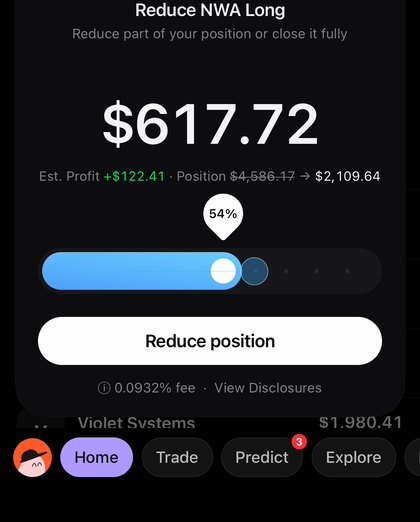 Reduce NWA Long
Reduce part of your position or close it fully
$617.72
Est. Profit +$122.41 · Position $4,586.17 → $2,109.64
54%
Reduce position
ⓘ 0.0932% fee · View Disclosures
Violet Systems $1,980.41
3
Home Trade Predict Explore